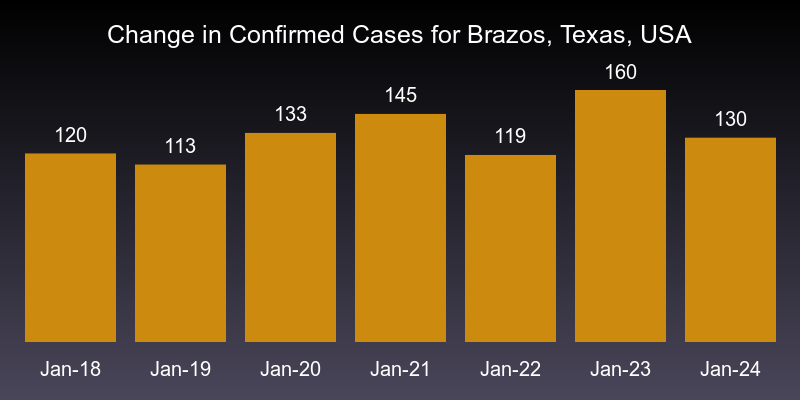 Change in Confirmed Cases for Brazos, Texas, USA
120
113
133
145
119
160
130
Jan-18
Jan-19
Jan-20
Jan-21
Jan-22
Jan-23
Jan-24